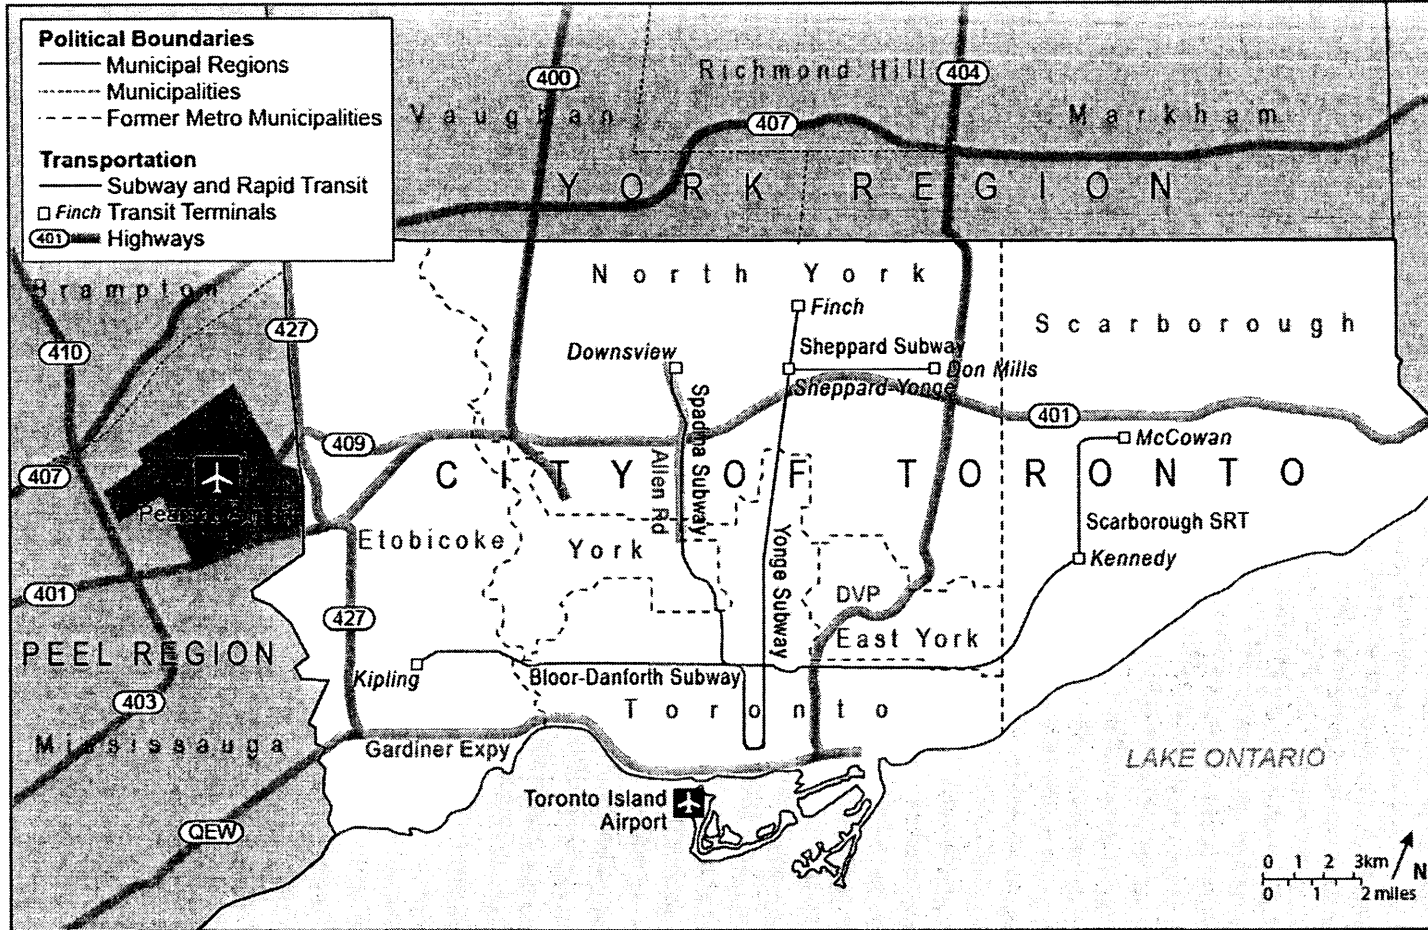 Political Boundaries
Municipal Regions
Municipalities
Former Metro Municipalities
Transportation
Subway and Rapid Transit
Finch Transit Terminals
401 Highways
400
Richmond Hill
404
Vaughan
407
Markham
YORK REGION
Brampton
North York
Finch
Scarborough
427
410
Downsview
Sheppard Subway
Don Mills
Sheppard-Yonge
Spadina Subway
401
409
McCowan
407
CITY OF TORONTO
Allen Rd
Pearson Airport
Etobicoke
York
Yonge Subway
Scarborough SRT
Kennedy
401
427
DVP
East York
PEEL REGION
Kipling
Bloor-Danforth Subway
403
Toronto
Mississauga
Gardiner Expy
LAKE ONTARIO
Toronto Island
Airport
QEW
0 1 2 3km
0 1 2 miles
N